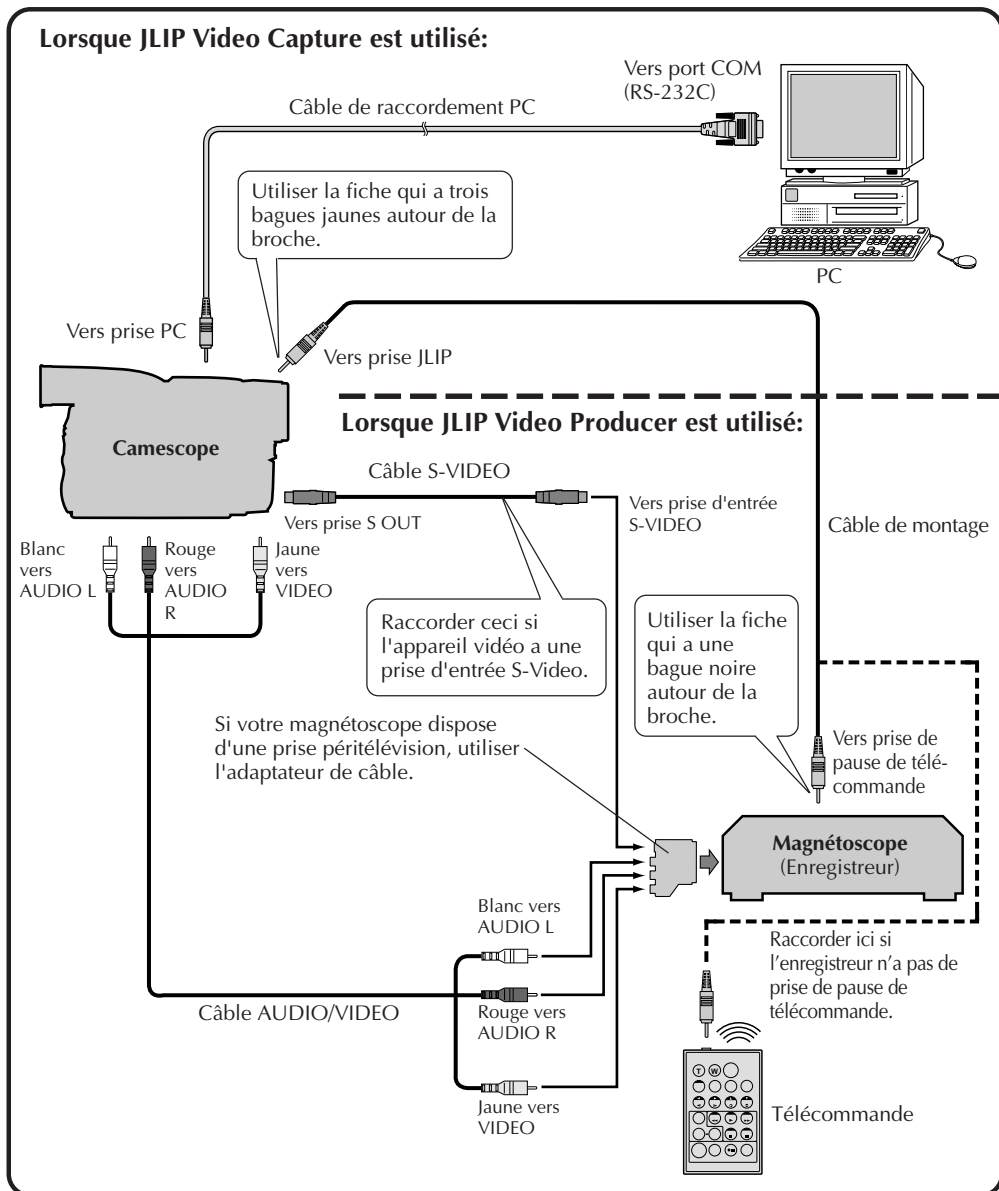 Lorsque JLIP Video Capture est utilisé:
Vers port COM
(RS-232C)
Câble de raccordement PC
Utiliser la fiche qui a trois
bagues jaunes autour de la
broche.
PC
Vers prise PC
Vers prise JLIP
Lorsque JLIP Video Producer est utilisé:
Camescope
Câble S-VIDEO
Vers prise S OUT
Vers prise d'entrée
S-VIDEO
Câble de montage
Blanc
vers
AUDIO L
Rouge
vers
AUDIO
R
Jaune
vers
VIDEO
Raccorder ceci si
l'appareil vidéo a une
prise d'entrée S-Video.
Utiliser la fiche
qui a une
bague noire
autour de la
broche.
Si votre magnétoscope dispose
d'une prise péritélévision, utiliser
l'adaptateur de câble.
Vers prise de
pause de télé-
commande
Magnétoscope
(Enregistreur)
Blanc vers
AUDIO L
Raccorder ici si
l’enregistreur n’a pas de
prise de pause de
télécommande.
Câble AUDIO/VIDEO
Rouge vers
AUDIO R
Jaune vers
VIDEO
T W
Télécommande